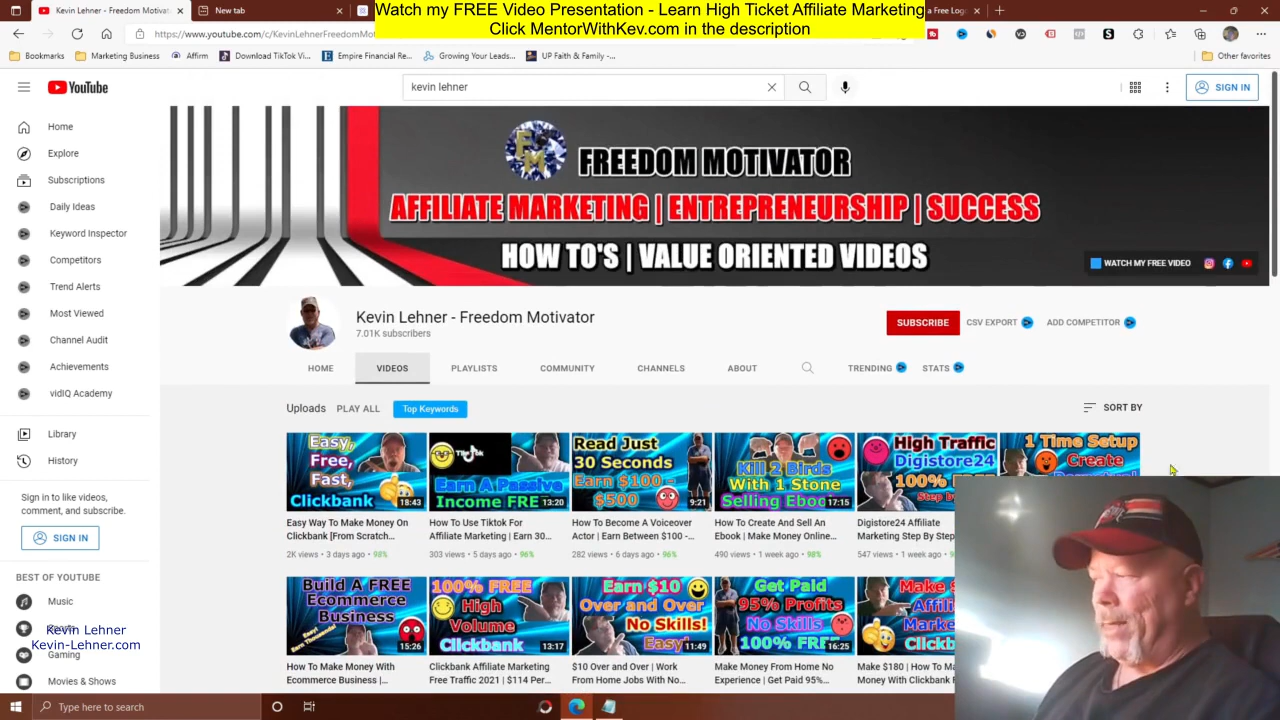 Kevin Lehner - Freedom Motivat
New tab
Watch my FREE Video Presentation - Learn High Ticket Affiliate Marketing
Click MentorWithKev.com in the description
a Free Logo
https://www.youtube.com/c/KevinLehnerFreedomMot
Bookmarks
Marketing Business
Affirm
Download TikTok Vi...
Empire Financial Re...
Growing Your Leads...
UP Faith & Family -...
Other favorites
YouTube
kevin lehner
SIGN IN
Home
Explore
Subscriptions
Daily Ideas
Keyword Inspector
Competitors
Trend Alerts
Most Viewed
Channel Audit
Achievements
vidIQ Academy
Library
History
Sign in to like videos,
comment, and subscribe.
SIGN IN
BEST OF YOUTUBE
Music
Kevin Lehner
Kevin-Lehner.com
Gaming
Movies & Shows
FM
FREEDOM MOTIVATOR
AFFILIATE MARKETING | ENTREPRENEURSHIP | SUCCESS
HOW TO'S | VALUE ORIENTED VIDEOS
WATCH MY FREE VIDEO
Kevin Lehner - Freedom Motivator
7.01K subscribers
SUBSCRIBE
CSV EXPORT
ADD COMPETITOR
HOME
VIDEOS
PLAYLISTS
COMMUNITY
CHANNELS
ABOUT
TRENDING
STATS
Uploads
PLAY ALL
Top Keywords
SORT BY
Easy,
Free,
Fast,
Clickbank
18:43
Easy Way To Make Money On
Clickbank [From Scratch...
2K views • 3 days ago • 98%
Earn A Passive
Income FRE
13:20
How To Use Tiktok For
Affiliate Marketing | Earn 30...
303 views • 5 days ago • 96%
Read Just
30 Seconds
Earn $100 -
$500
9:21
How To Become A Voiceover
Actor | Earn Between $100 -...
282 views • 6 days ago • 96%
Kill 2 Birds
With 1 Stone
Selling Eboo
17:15
How To Create And Sell An
Ebook | Make Money Online...
490 views • 1 week ago • 98%
High Traffic
Digistore24
100%
Step by
Digistore24 Affiliate
Marketing Step By Step
547 views • 1 week ago
1 Time Setup
Create
Build A FREE
Ecommerce
Business
15:26
How To Make Money With
Ecommerce Business |...
100% FREE
High
Volume
Clickbank
13:17
Clickbank Affiliate Marketing
Free Traffic 2021 | $114 Per...
Earn $10
Over and Over
No Skills!
Easy!
11:49
$10 Over and Over | Work
From Home Jobs With No...
Get Paid
95% Profits
No Skills
100% FRE
16:25
Make Money From Home No
Experience | Get Paid 95%...
Make $
Affili
Marke
Clickb
Make $180 | How To Ma
Money With Clickbank F
Type here to search